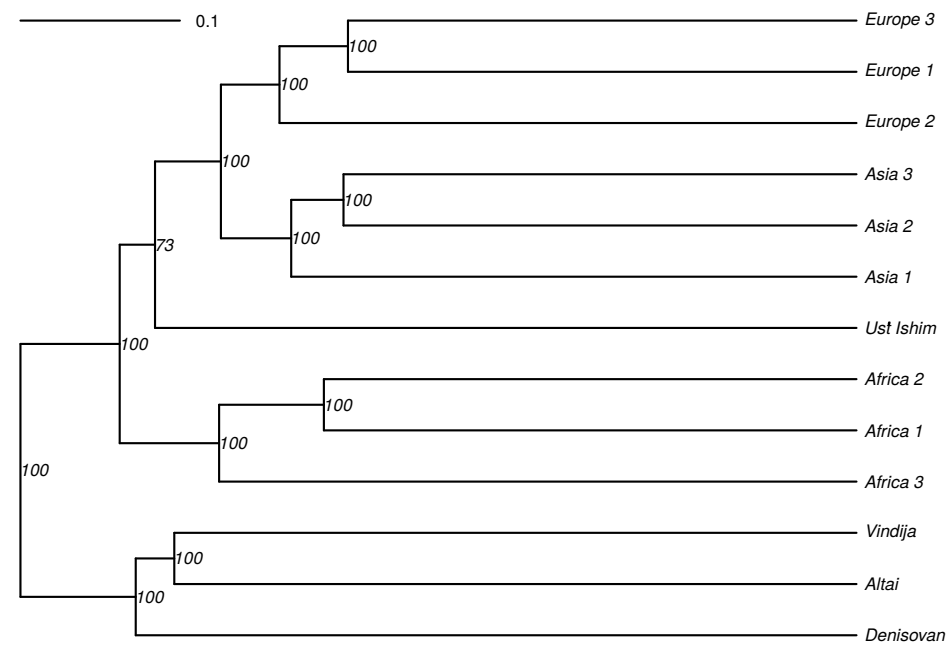 0.1
Europe 3
100
Europe 1
100
Europe 2
100
Asia 3
100
Asia 2
100
73
Asia 1
Ust Ishim
100
Africa 2
100
Africa 1
100
100
Africa 3
Vindija
100
Altai
100
Denisovan